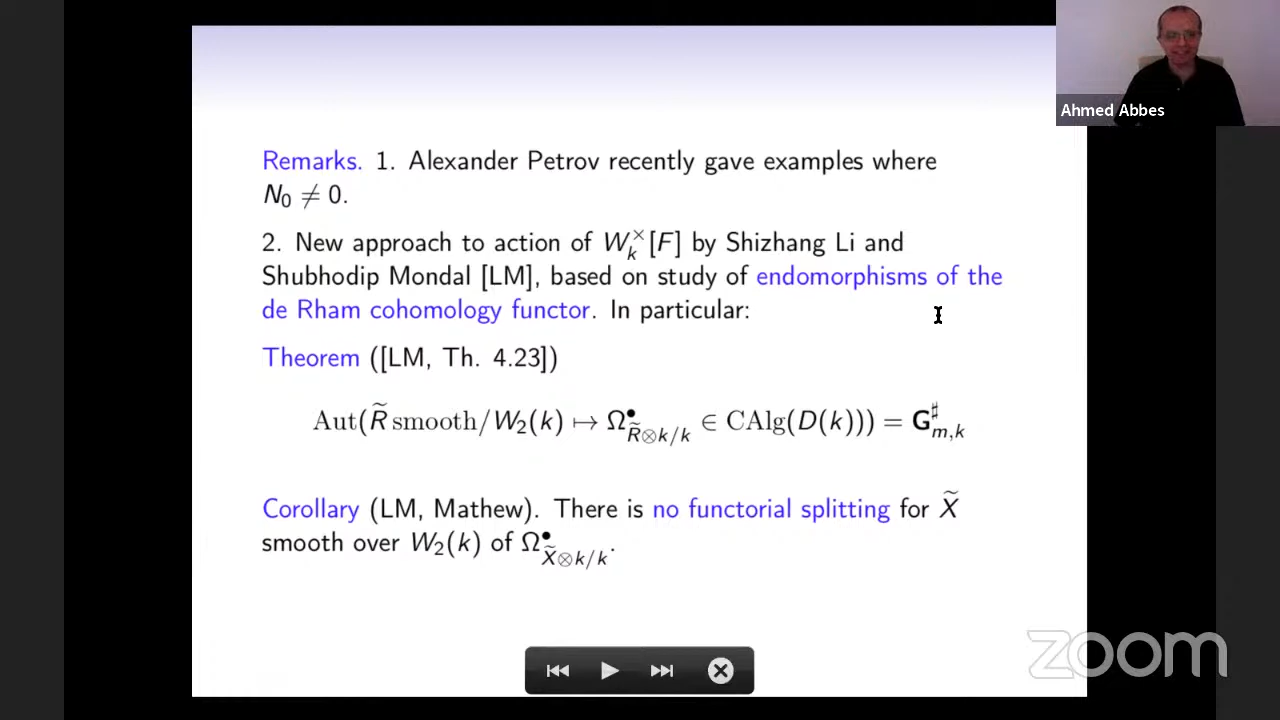 Ahmed Abbes
Remarks. 1. Alexander Petrov recently gave examples where
N₀ ≠ 0.
2. New approach to action of W_k^×[F] by Shizhang Li and
Shubhodip Mondal [LM], based on study of endomorphisms of the
de Rham cohomology functor. In particular:
Theorem ([LM, Th. 4.23])
Aut(R̃ smooth/W₂(k) ↦ Ω^•_{R̃⊗k/k} ∈ CAlg(D(k))) = G^♯_{m,k}
Corollary (LM, Mathew). There is no functorial splitting for X̃
smooth over W₂(k) of Ω^•_{X̃⊗k/k}.
zoom